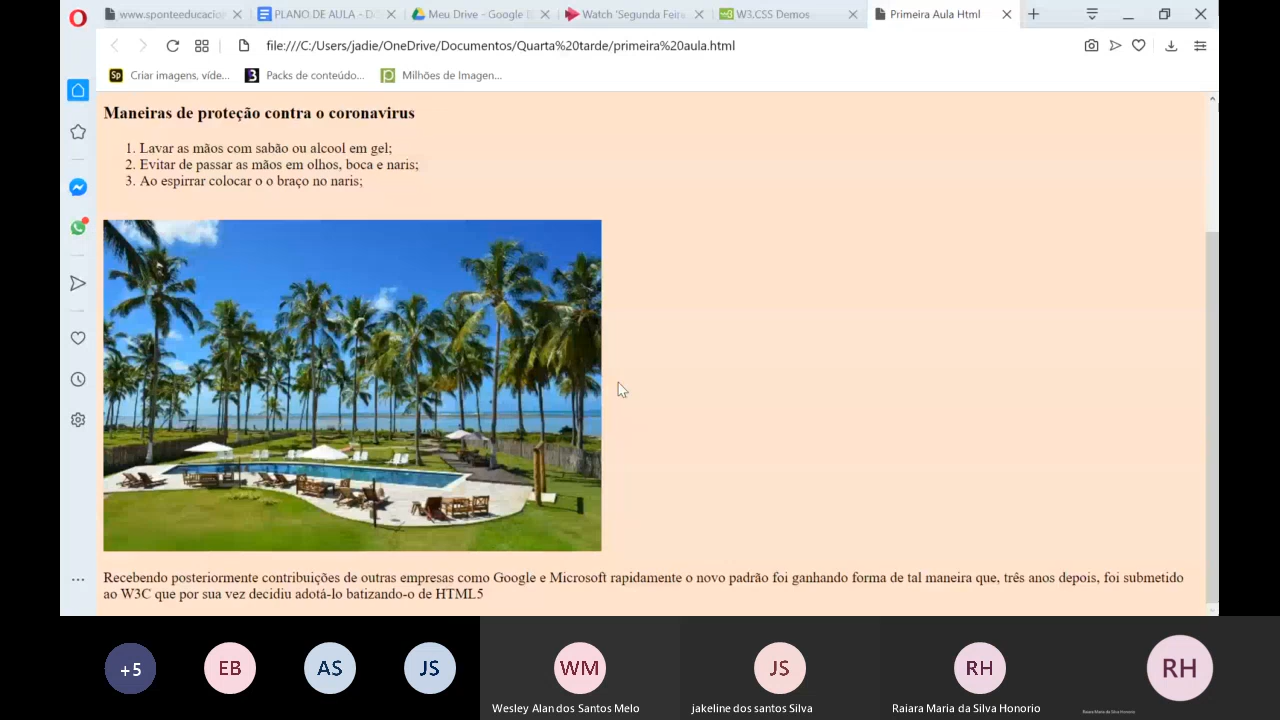 www.sponteeducacio
PLANO DE AULA - D
Meu Drive - Google D
Watch 'Segunda Feira
W3.CSS Demos
Primeira Aula Html
file:///C:/Users/jadie/OneDrive/Documentos/Quarta%20tarde/primeira%20aula.html
Criar imagens, víde...
Packs de conteúdo...
Milhões de Imagen...
Maneiras de proteção contra o coronavirus
1. Lavar as mãos com sabão ou alcool em gel;
2. Evitar de passar as mãos em olhos, boca e naris;
3. Ao espirrar colocar o o braço no naris;
Recebendo posteriormente contribuições de outras empresas como Google e Microsoft rapidamente o novo padrão foi ganhando forma de tal maneira que, três anos depois, foi submetido
ao W3C que por sua vez decidiu adotá-lo batizando-o de HTML5
+5
EB
AS
JS
WM
JS
RH
RH
Wesley Alan dos Santos Melo
jakeline dos santos Silva
Raiara Maria da Silva Honorio
Raiara Maria da Silva Honorio